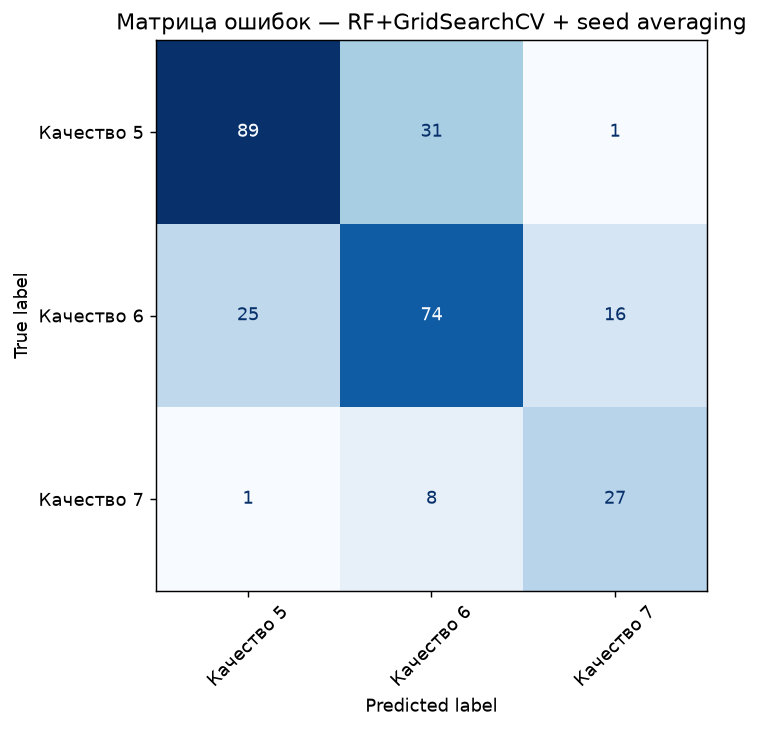 Матрица ошибок — RF+GridSearchCV + seed averaging
True label
Качество 5
89
31
1
Качество 6
25
74
16
Качество 7
1
8
27
Качество 5
Качество 6
Качество 7
Predicted label